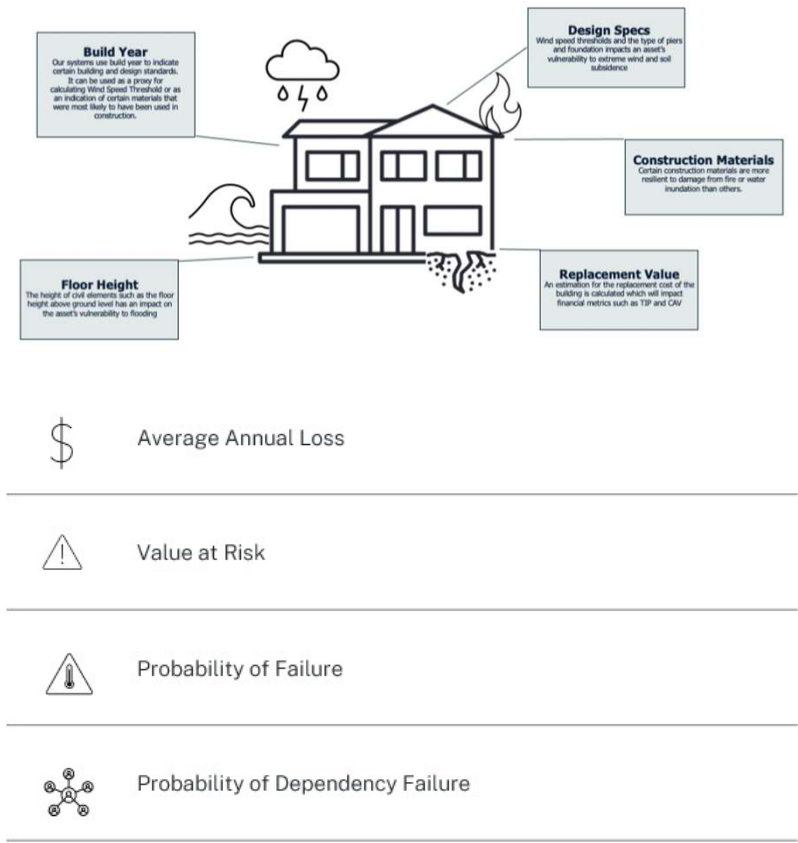 Build Year
Our systems use build year to indicate
certain building and design standards.
It can be used as a proxy for
calculating Wind Speed Threshold or as
an indication of certain materials that
were most likely to have been used in
construction.
Design Specs
Wind speed thresholds and the type of piers
and foundation impacts an asset's
vulnerability to extreme wind and soil
subsidence
Construction Materials
Certain construction materials are more
resilient to damage from fire or water
inundation than others.
Floor Height
The height of civil elements such as the floor
height above ground level has an impact on
the asset's vulnerability to flooding
Replacement Value
An estimation for the replacement cost of the
building is calculated which will impact
financial metrics such as TIP and CAV
$
Average Annual Loss
!
Value at Risk
Probability of Failure
Probability of Dependency Failure